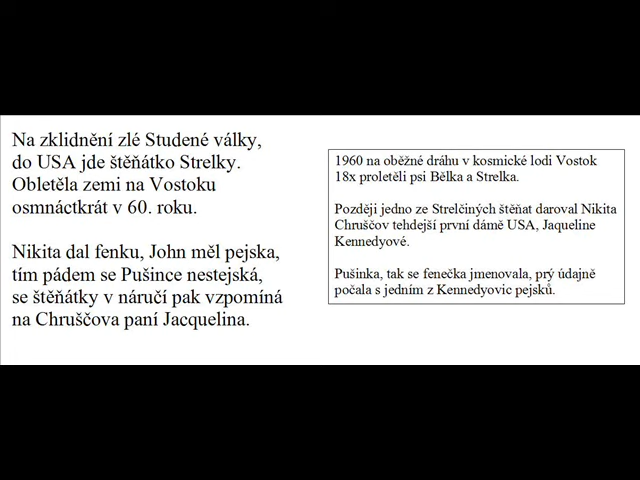 Na zklidnění zlé Studené války,
do USA jde štěňátko Strelky.
Obletěla zemi na Vostoku
osmnáctkrát v 60. roku.
Nikita dal fenku, John měl pejska,
tím pádem se Pušince nestejská,
se štěňátky v náručí pak vzpomíná
na Chruščova paní Jacquelina.
1960 na oběžné dráhu v kosmické lodi Vostok
18x proletěli psi Bělka a Strelka.
Později jedno ze Strelčiných štěňat daroval Nikita
Chruščov tehdejší první dámě USA, Jaqueline
Kennedyové.
Pušinka, tak se fenečka jmenovala, prý údajně
počala s jedním z Kennedyovic pejsků.